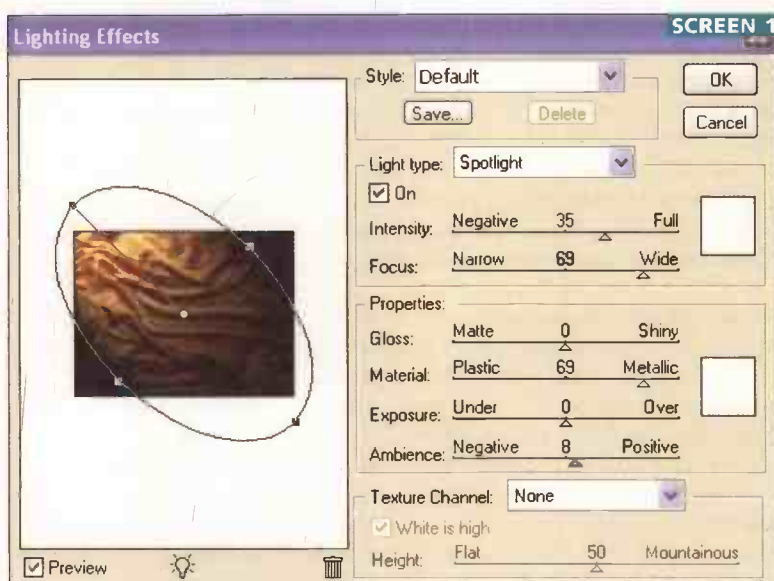 SCREEN 1
Lighting Effects
Style: Default
OK
Save... Delete
Cancel
Light type: Spotlight
On
Intensity: Negative 35 Full
Focus: Narrow 69 Wide
Properties:
Gloss: Matte 0 Shiny
Material: Plastic 69 Metallic
Exposure: Under 0 Over
Ambience: Negative 8 Positive
Texture Channel: None
White is high
Height: Flat 50 Mountainous
Preview